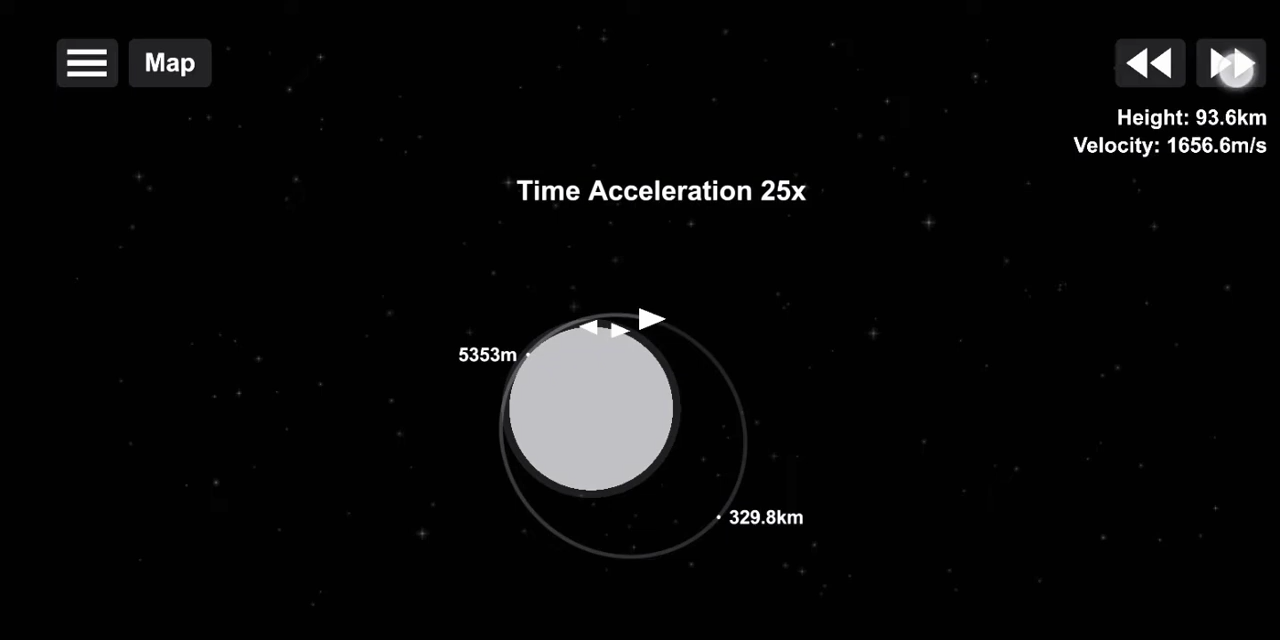 Map
Height: 93.6km
Velocity: 1656.6m/s
Time Acceleration 25x
5353m
329.8km